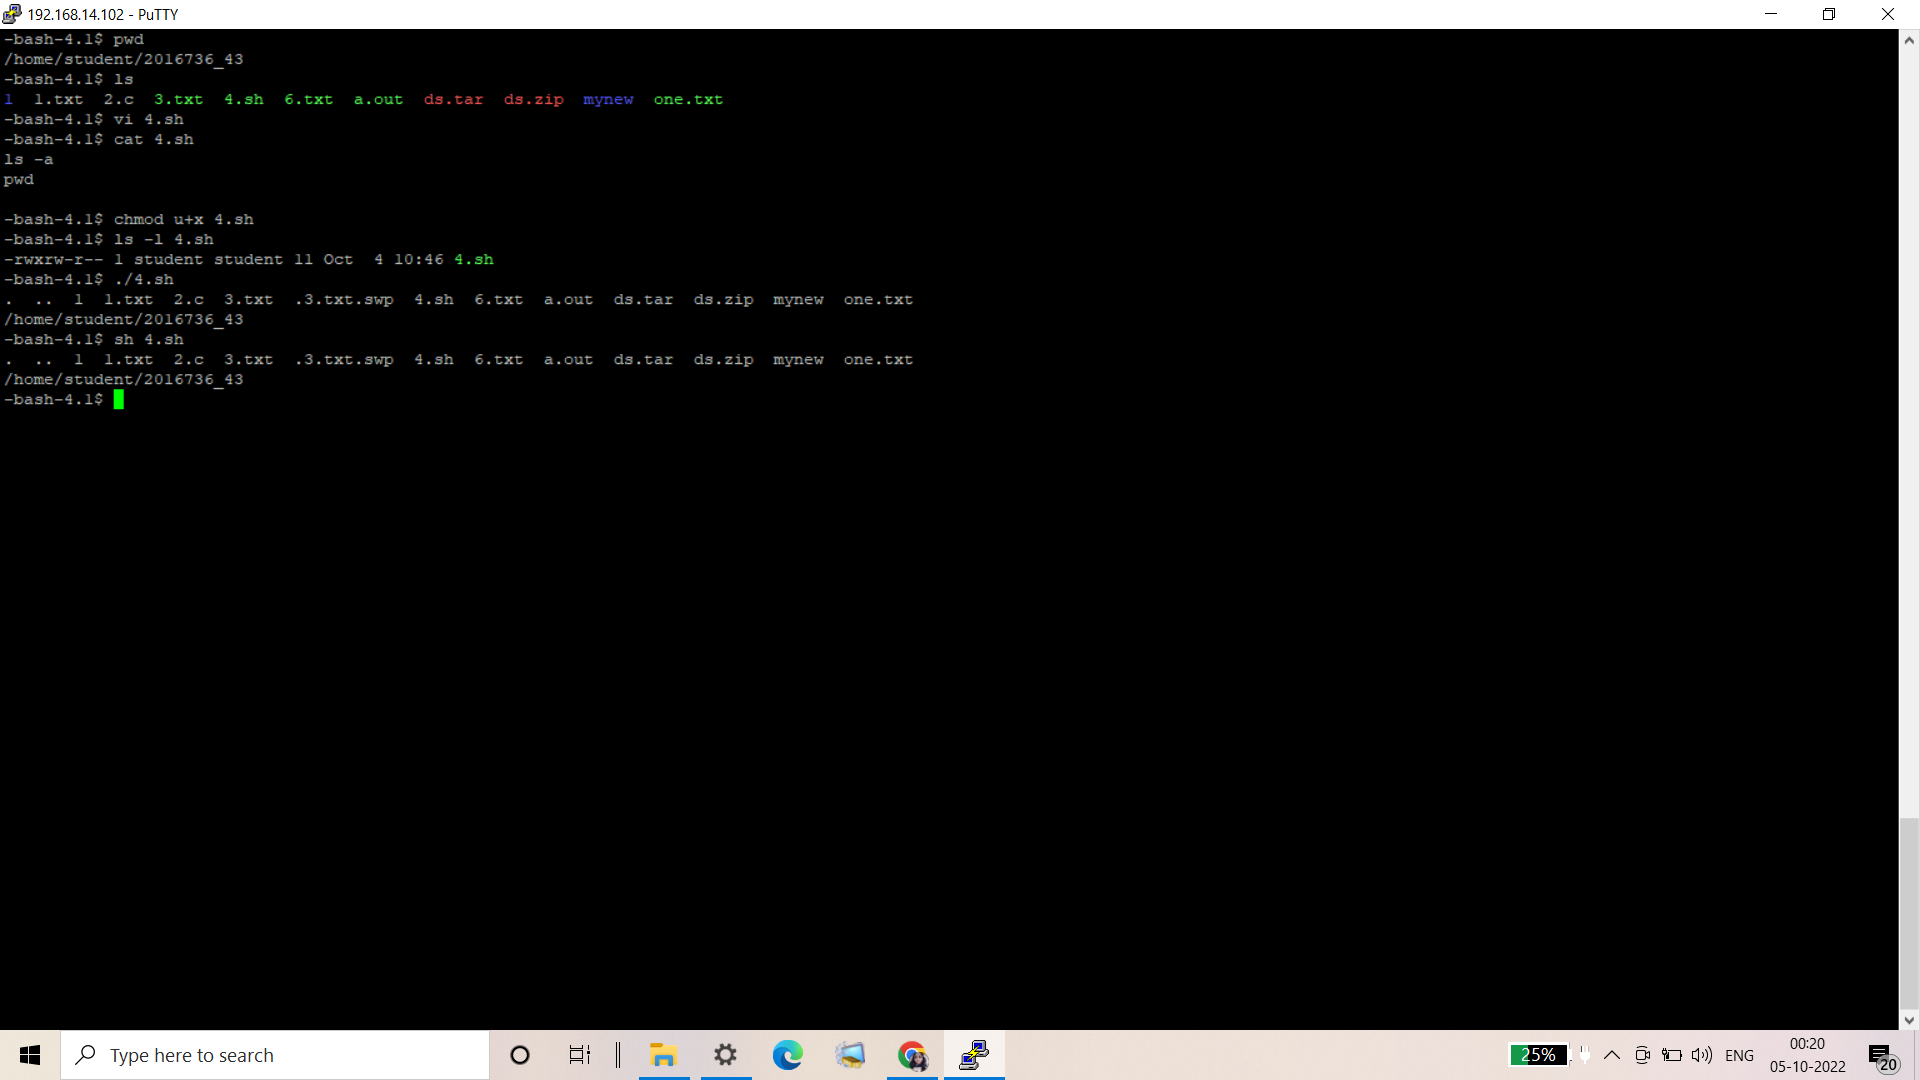 192.168.14.102 - PuTTY
-bash-4.1$ pwd
/home/student/2016736_43
-bash-4.1$ ls
1  1.txt  2.c  3.txt  4.sh  6.txt  a.out  ds.tar  ds.zip  mynew  one.txt
-bash-4.1$ vi 4.sh
-bash-4.1$ cat 4.sh
ls -a
pwd
-bash-4.1$ chmod u+x 4.sh
-bash-4.1$ ls -l 4.sh
-rwxrw-r-- 1 student student 11 Oct  4 10:46 4.sh
-bash-4.1$ ./4.sh
.  ..  1  1.txt  2.c  3.txt  .3.txt.swp  4.sh  6.txt  a.out  ds.tar  ds.zip  mynew  one.txt
/home/student/2016736_43
-bash-4.1$ sh 4.sh
.  ..  1  1.txt  2.c  3.txt  .3.txt.swp  4.sh  6.txt  a.out  ds.tar  ds.zip  mynew  one.txt
/home/student/2016736_43
-bash-4.1$
Type here to search
25%
ENG
00:20
05-10-2022
20